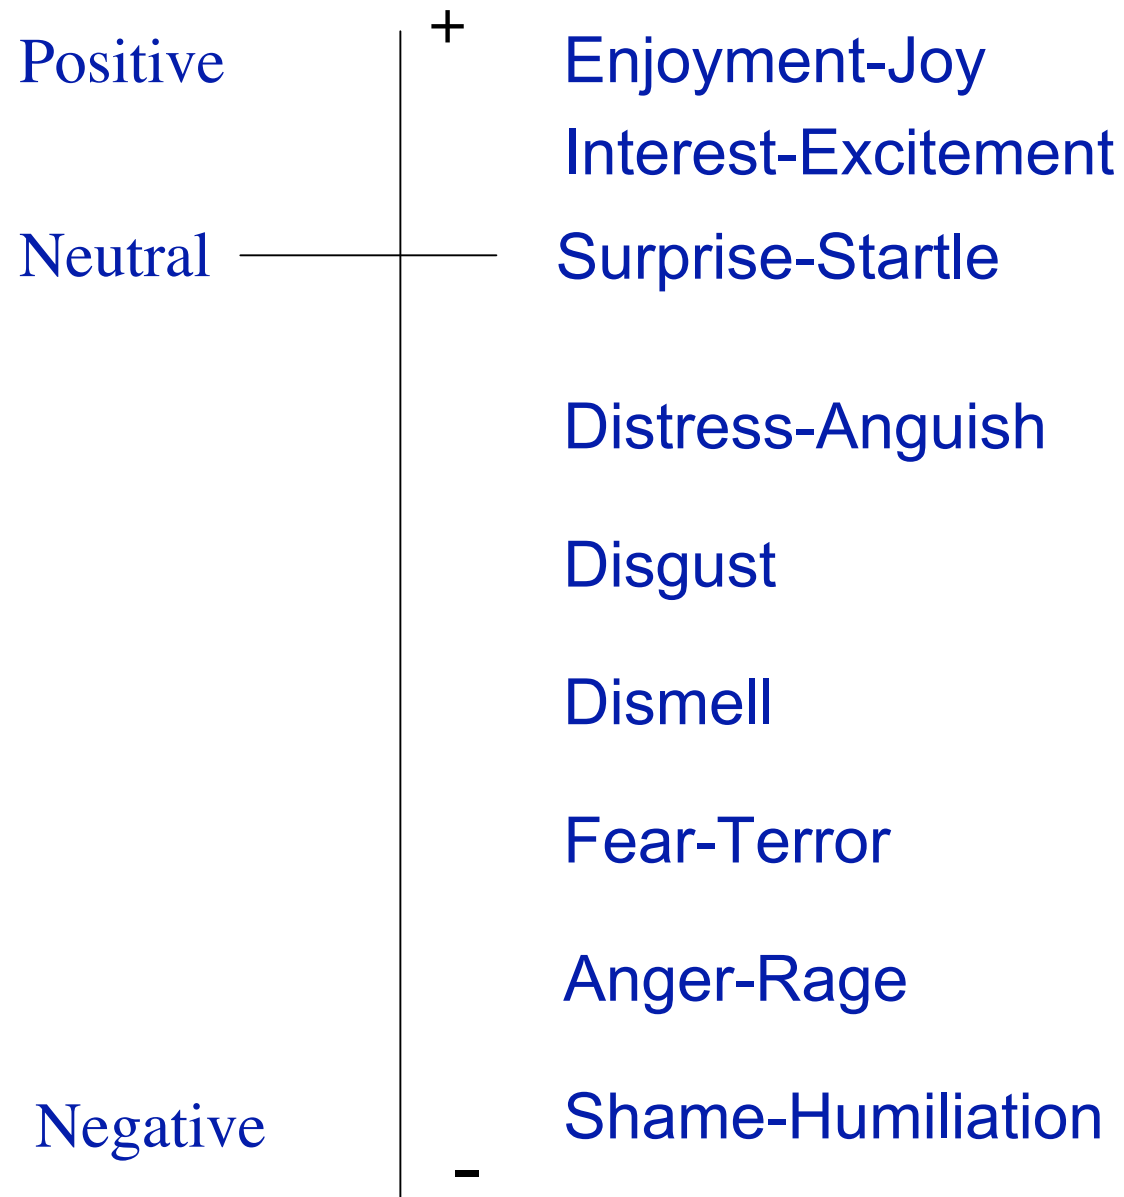 +
Positive Enjoyment-Joy
Interest-Excitement
Neutral Surprise-Startle
Distress-Anguish
Disgust
Dismell
Fear-Terror
Anger-Rage
Negative Shame-Humiliation
-